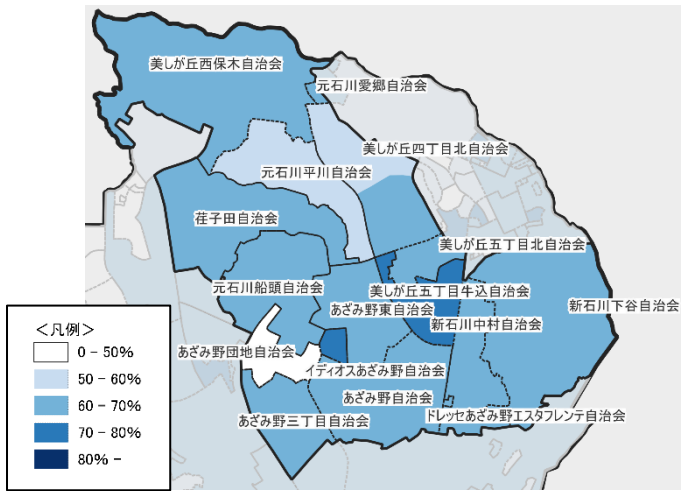 美しが丘西保木自治会
元石川愛郷自治会
美しが丘四丁目北自治会
元石川平川自治会
荏子田自治会
美しが丘五丁目北自治会
元石川船頭自治会
美しが丘五丁目牛込自治会
新石川下谷自治会
あざみ野東自治会
新石川中村自治会
<凡例>
0 – 50%
50 – 60%
60 – 70%
70 – 80%
80% -
あざみ野団地自治会
イディオスあざみ野自治会
あざみ野自治会
あざみ野三丁目自治会
ドレッセあざみ野エスタフレンテ自治会